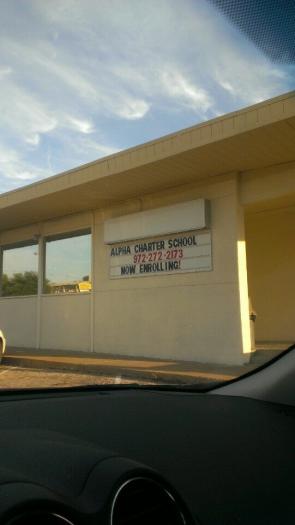 ALPHA CHARTER SCHOOL
972-272-2173
NOW ENROLLING!